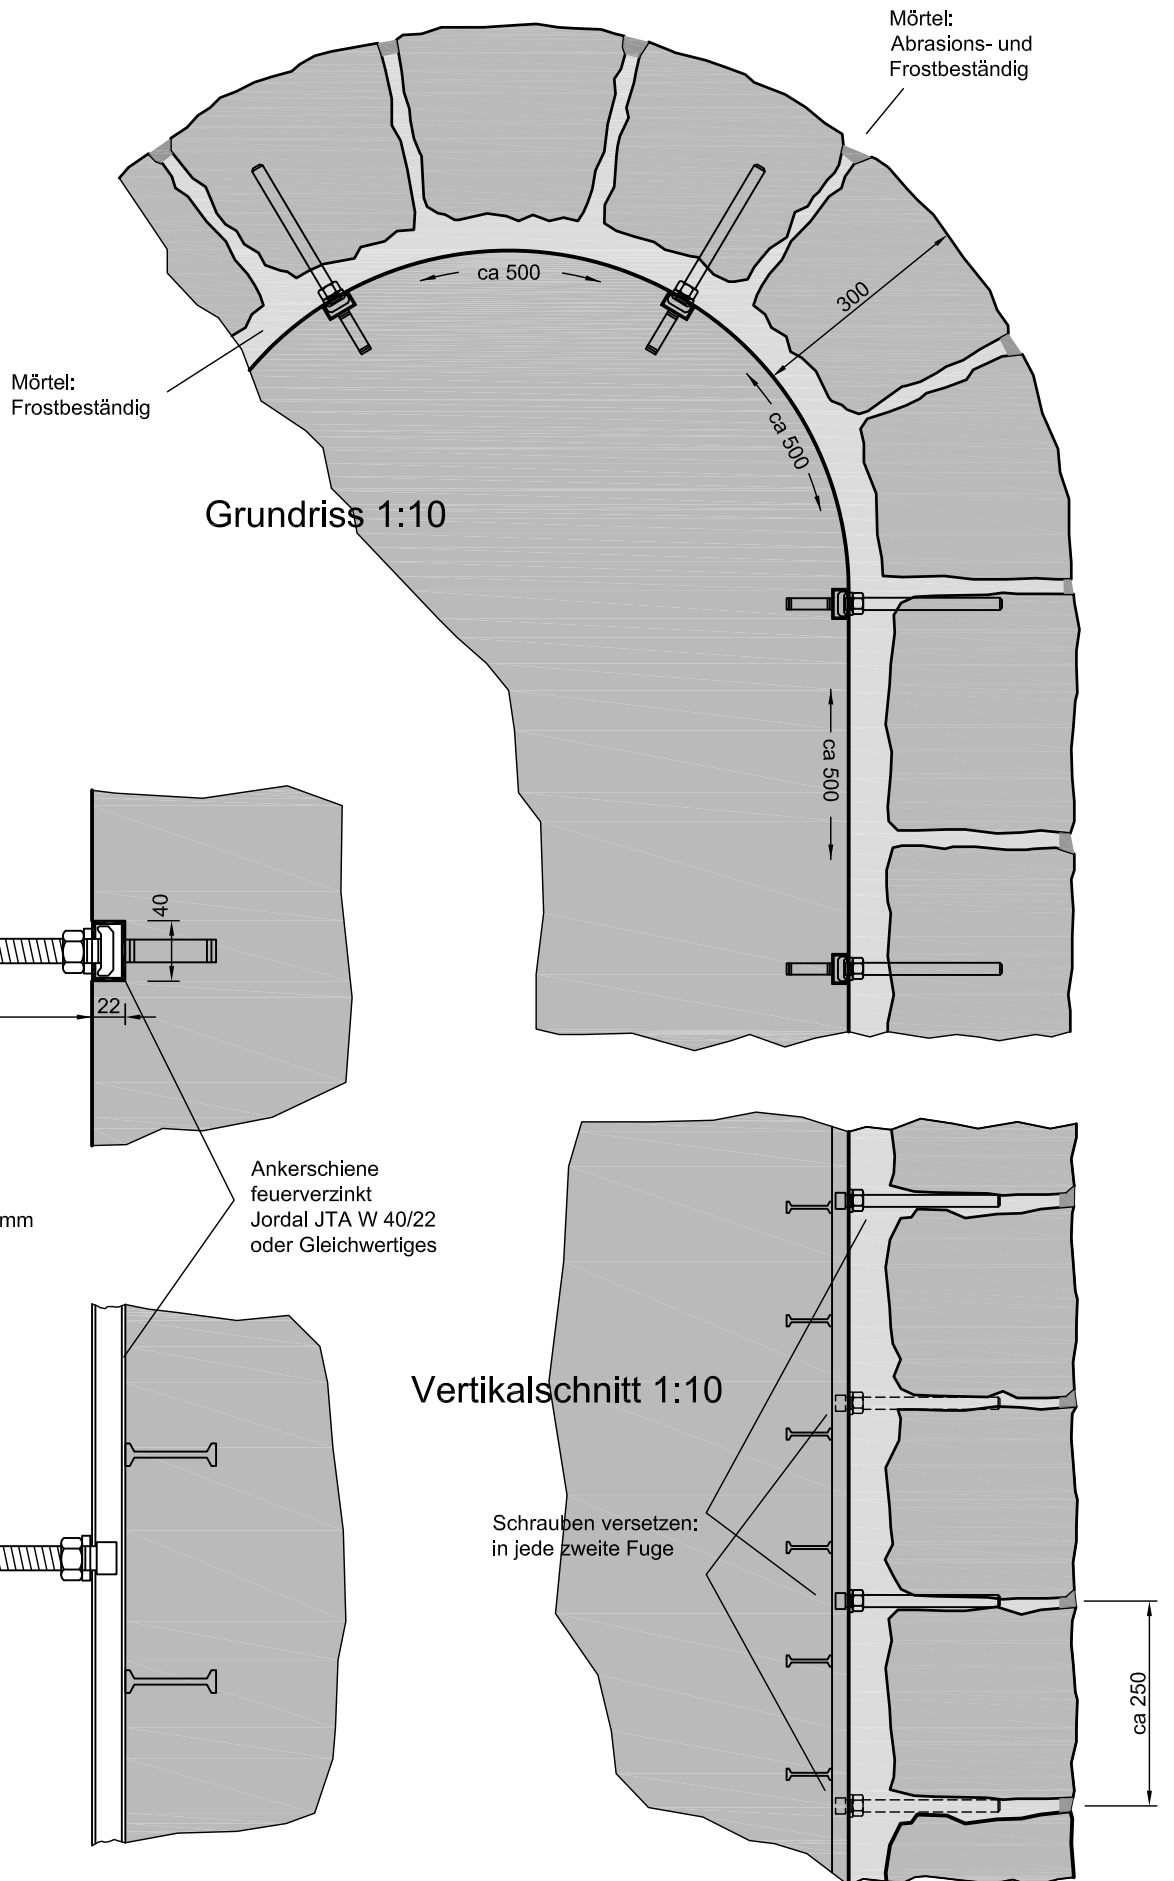 Mörtel:
Abrasions- und
Frostbeständig
ca 500
300
Mörtel:
Frostbeständig
ca 500
Grundriss 1:10
ca 500
40
22
Ankerschiene
feuerverzinkt
Jordal JTA W 40/22
oder Gleichwertiges
mm
Vertikalschnitt 1:10
Schrauben versetzen:
in jede zweite Fuge
ca 250